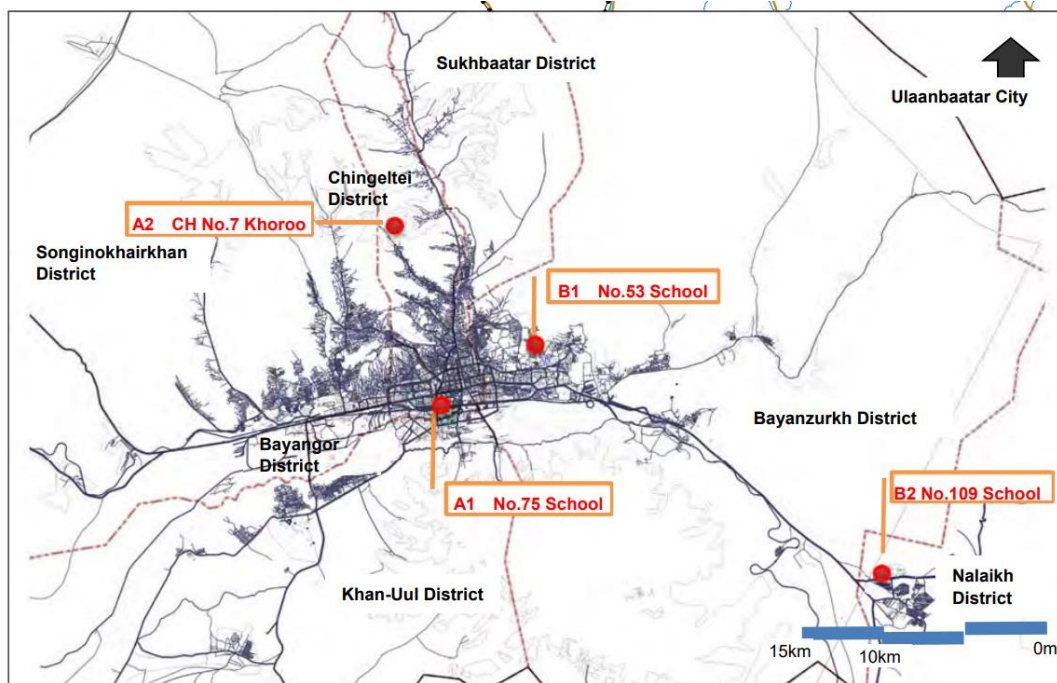 Sukhbaatar District
Ulaanbaatar City
Chingeltei
District
A2 CH No.7 Khoroo
Songinokhairkhan
District
B1 No.53 School
Bayanzurkh District
Bayangor
District
A1 No.75 School
B2 No.109 School
Khan-Uul District
Nalaikh
District
15km
10km
0m